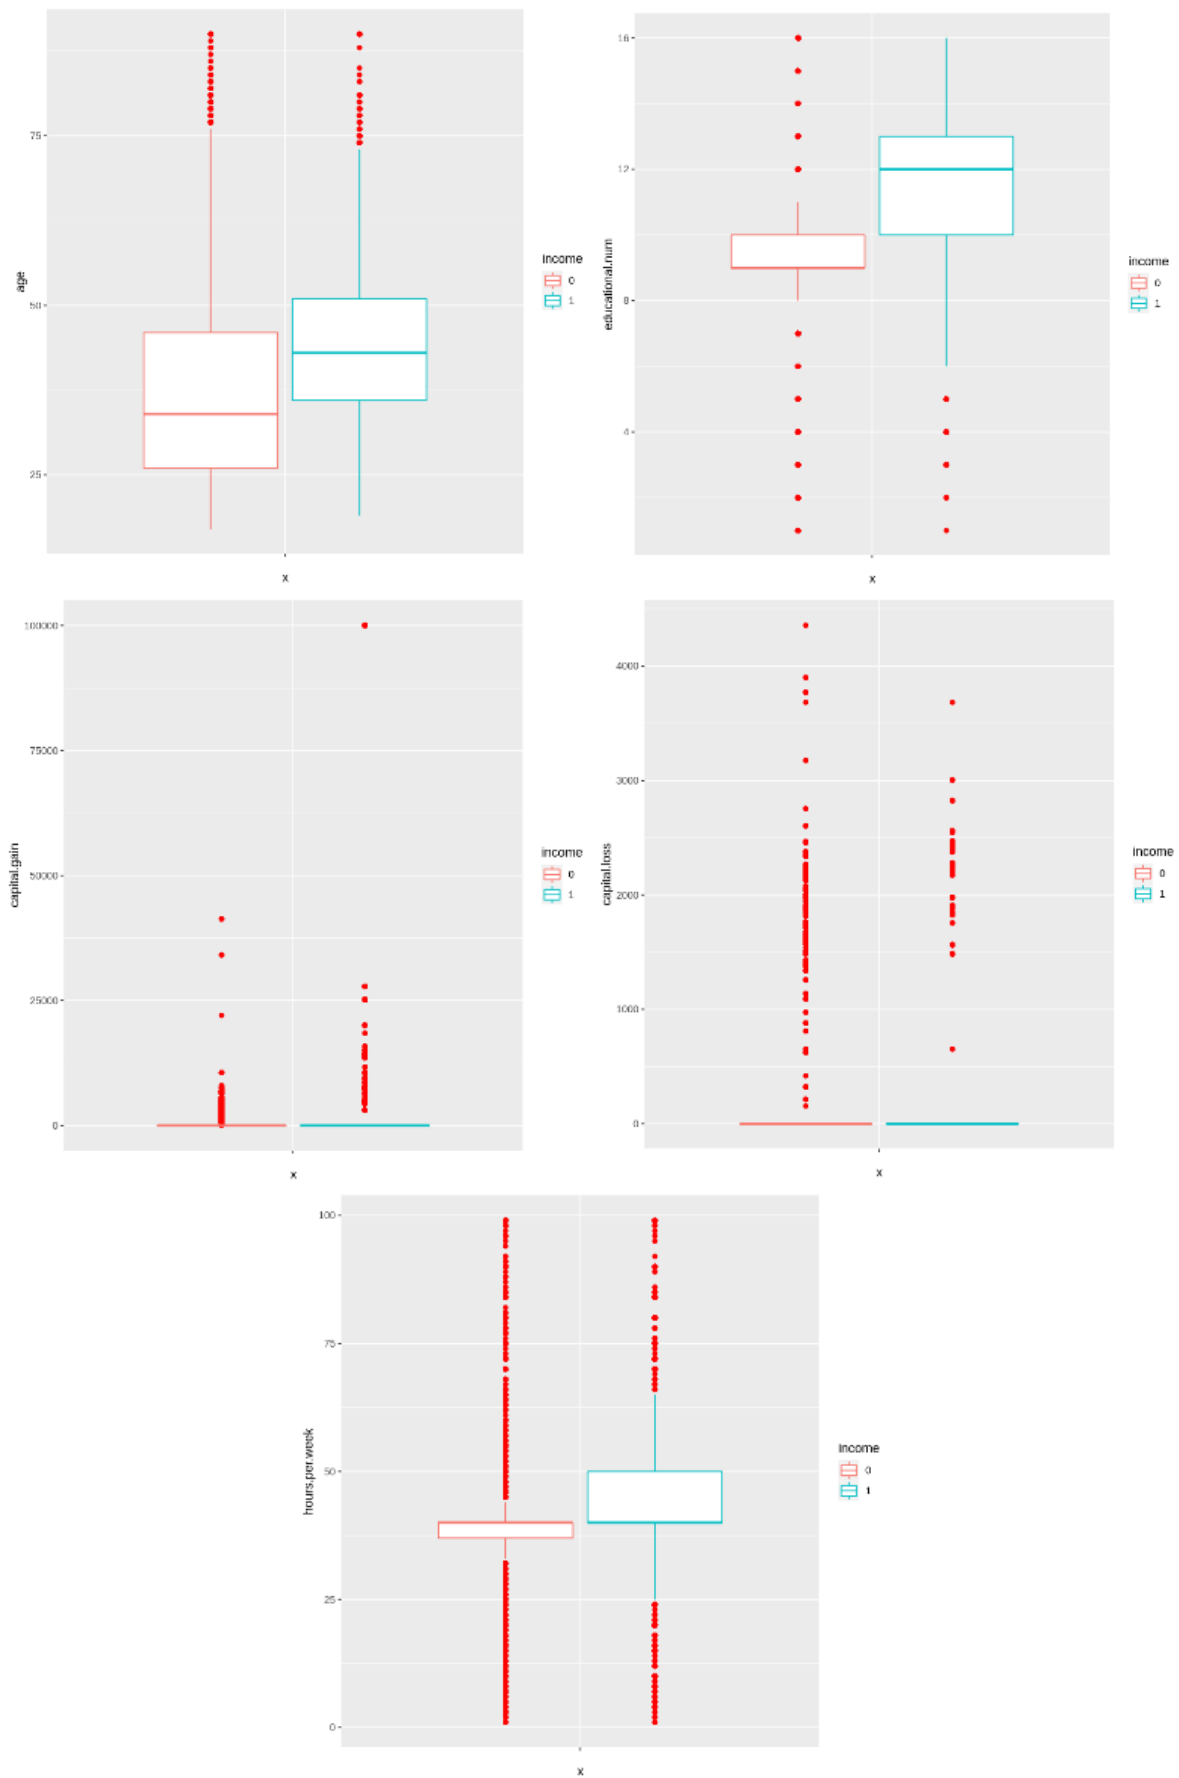 75
50
25
age
x
income
0
1
16
12
8
4
educational.num
x
income
0
1
100000
75000
50000
25000
0
capital.gain
x
income
0
1
4000
3000
2000
1000
0
capital.loss
x
income
0
1
100
75
50
25
0
hours.per.week
x
income
0
1